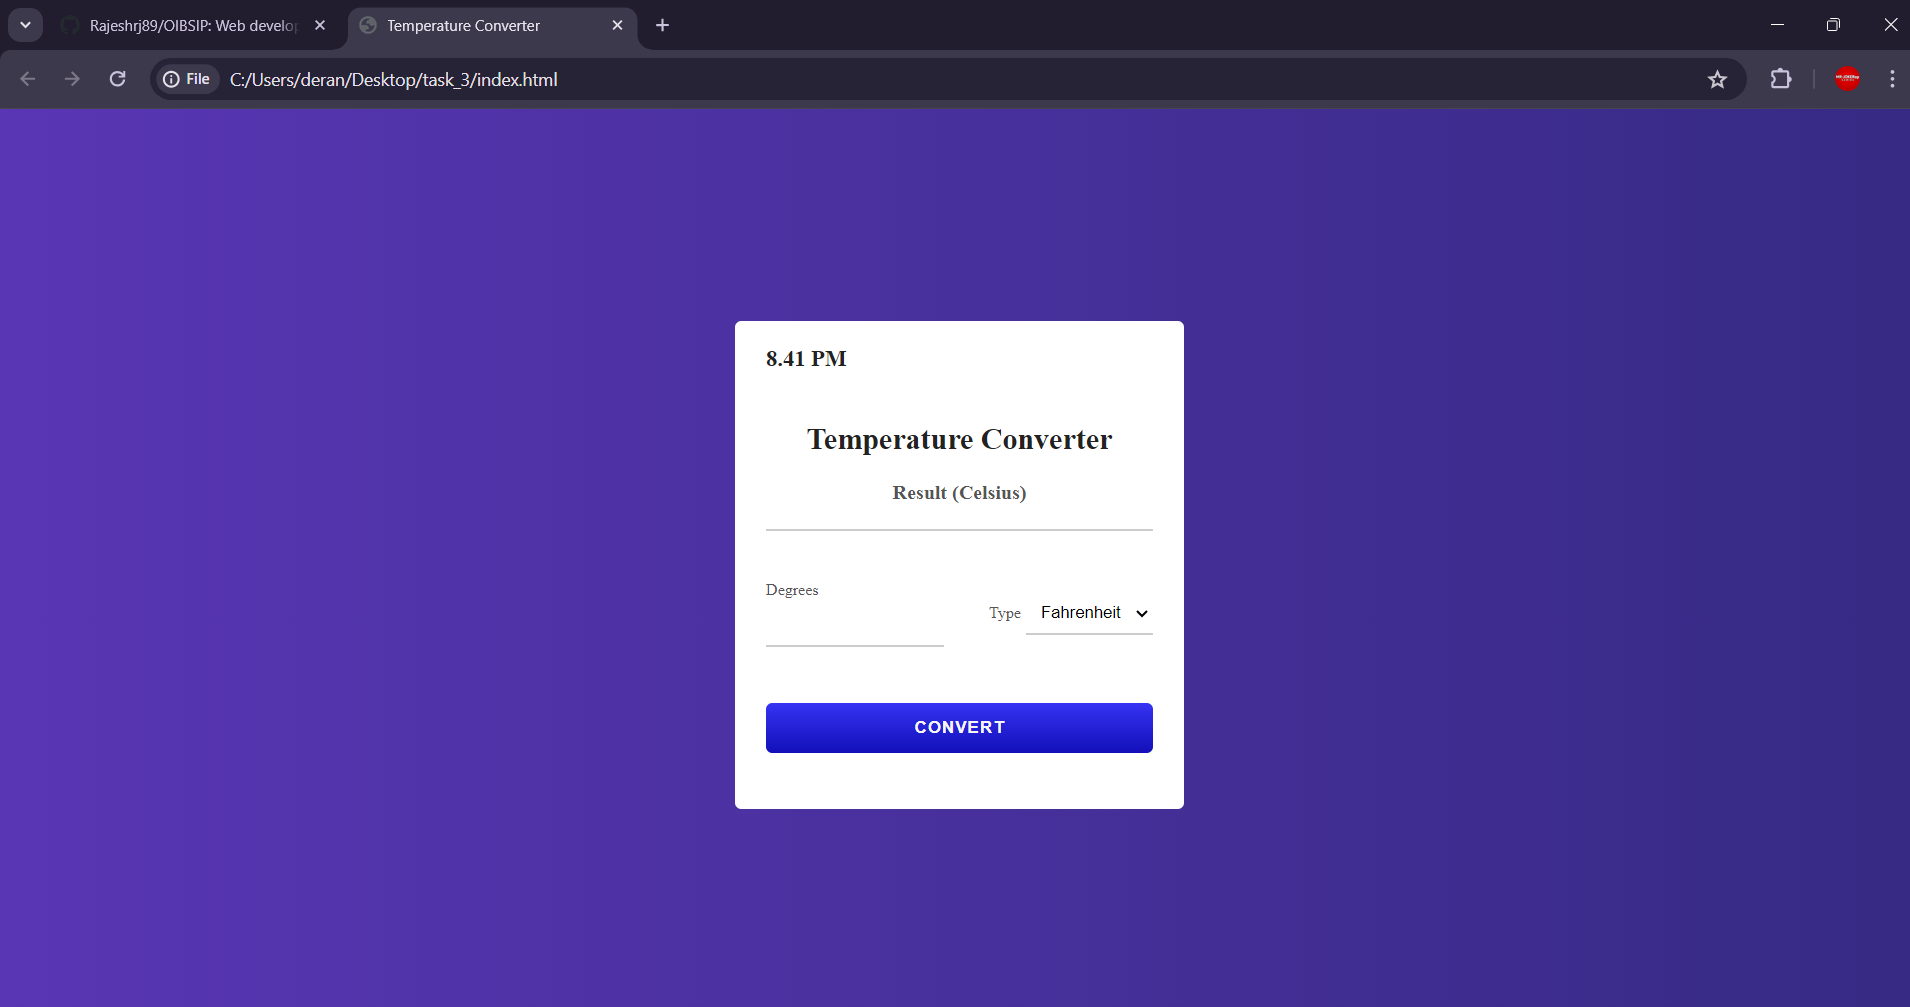 Rajeshrj89/OIBSIP: Web develo
Temperature Converter
File
C:/Users/deran/Desktop/task_3/index.html
8.41 PM
Temperature Converter
Result (Celsius)
Degrees
Type
Fahrenheit
CONVERT